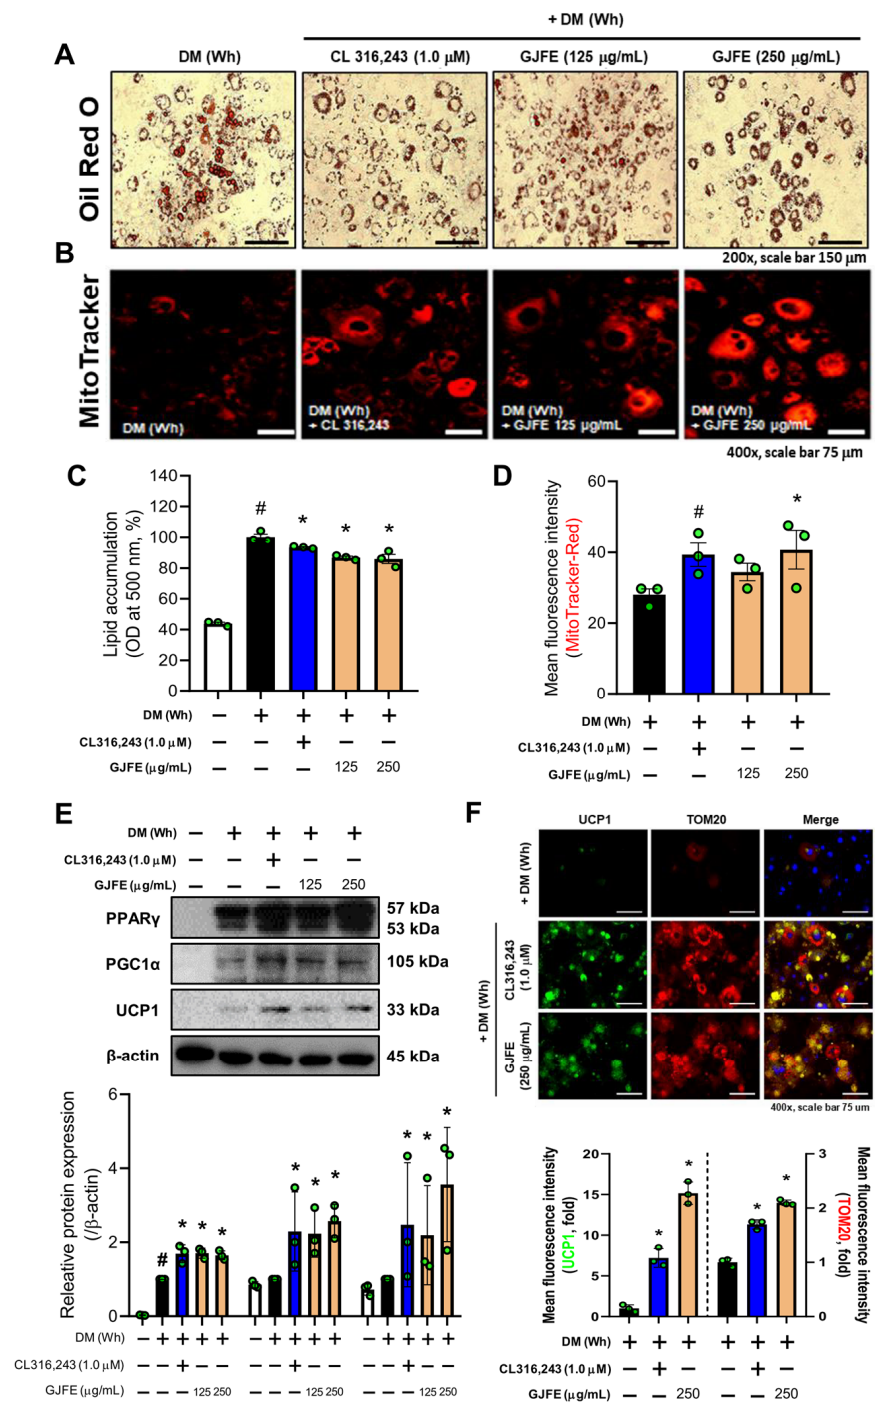 + DM (Wh)
A
DM (Wh)
CL 316,243 (1.0 μM)
GJFE (125 μg/mL)
GJFE (250 μg/mL)
Oil Red O
200x, scale bar 150 μm
B
MitoTracker
DM (Wh)
DM (Wh)
+ CL 316,243
DM (Wh)
+ GJFE 125 μg/mL
DM (Wh)
+ GJFE 250 μg/mL
400x, scale bar 75 μm
C
Lipid accumulation
(OD at 500 nm, %)
140
120
100
80
60
40
20
0
# * * *
DM (Wh) − + + + +
CL316,243 (1.0 μM) − − + − −
GJFE (μg/mL) − − − 125 250
D
Mean fluorescence intensity
(MitoTracker-Red)
60
40
20
0
# *
DM (Wh) + + + +
CL316,243 (1.0 μM) − + − −
GJFE (μg/mL) − − 125 250
E
DM (Wh) − + + + +
CL316,243 (1.0 μM) − − + − −
GJFE (μg/mL) − − − 125 250
PPARγ
57 kDa
53 kDa
PGC1α 105 kDa
UCP1 33 kDa
β-actin 45 kDa
Releative protein expression
(/β-actin)
6
4
2
0
# * * * * * * * * *
DM (Wh) − + + + + − + + + + − + + + +
CL316,243 (1.0 μM) − − + − − − − + − − − − + − −
GJFE (μg/mL) − − − 125 250 − − − 125 250 − − − 125 250
F
UCP1 TOM20 Merge
+ DM (Wh)
+ DM (Wh)
CL316,243
(1.0 μM)
GJFE
(250 μg/mL)
400x, scale bar 75 um
Mean fluorescence intensity
(UCP1, fold)
20
15
10
5
0
* * * *
3
2
1
0
Mean fluorescence intensity
(TOM20, fold)
DM (Wh) + + + + + +
CL316,243 (1.0 μM) − + − − + −
GJFE (μg/mL) − − 250 − − 250